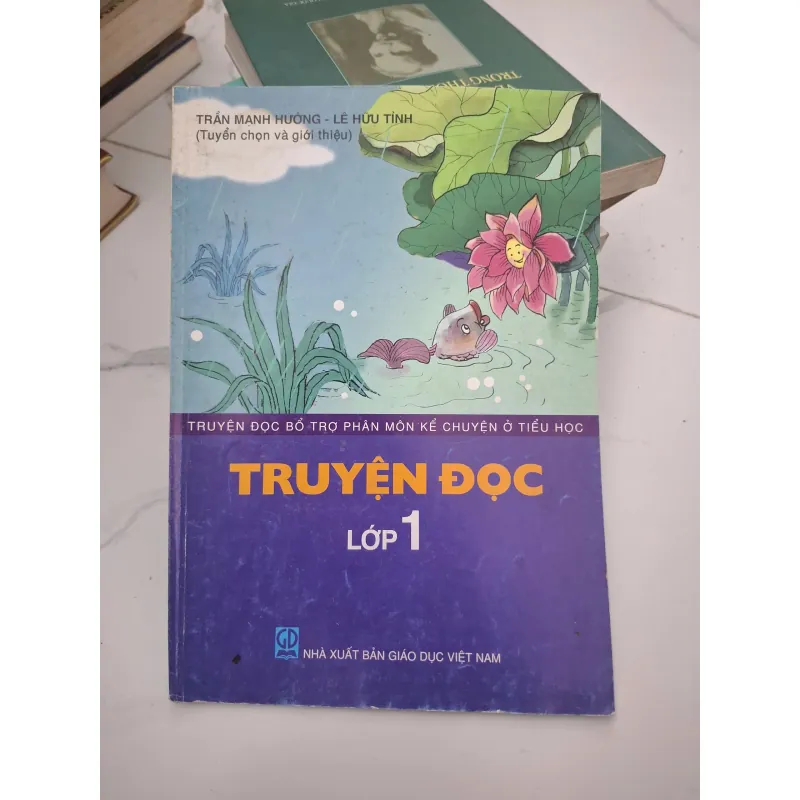 TRẦN MẠNH HƯỞNG - LÊ HỮU TỈNH
(Tuyển chọn và giới thiệu)
TRUYỆN ĐỌC BỔ TRỢ PHÂN MÔN KỂ CHUYỆN Ở TIỂU HỌC
TRUYỆN ĐỌC
LỚP 1
GD
NHÀ XUẤT BẢN GIÁO DỤC VIỆT NAM